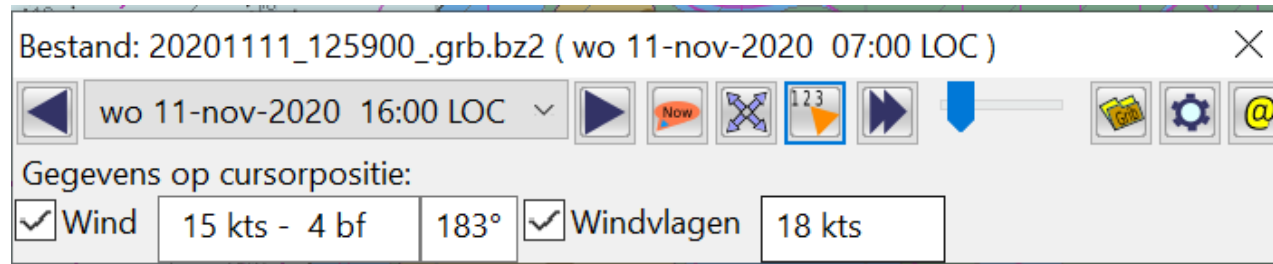 Bestand: 20201111_125900_.grb.bz2 ( wo 11-nov-2020 07:00 LOC )
wo 11-nov-2020 16:00 LOC
Now
123
Grib
@
Gegevens op cursorpositie:
Wind 15 kts - 4 bf 183° Windvlagen 18 kts